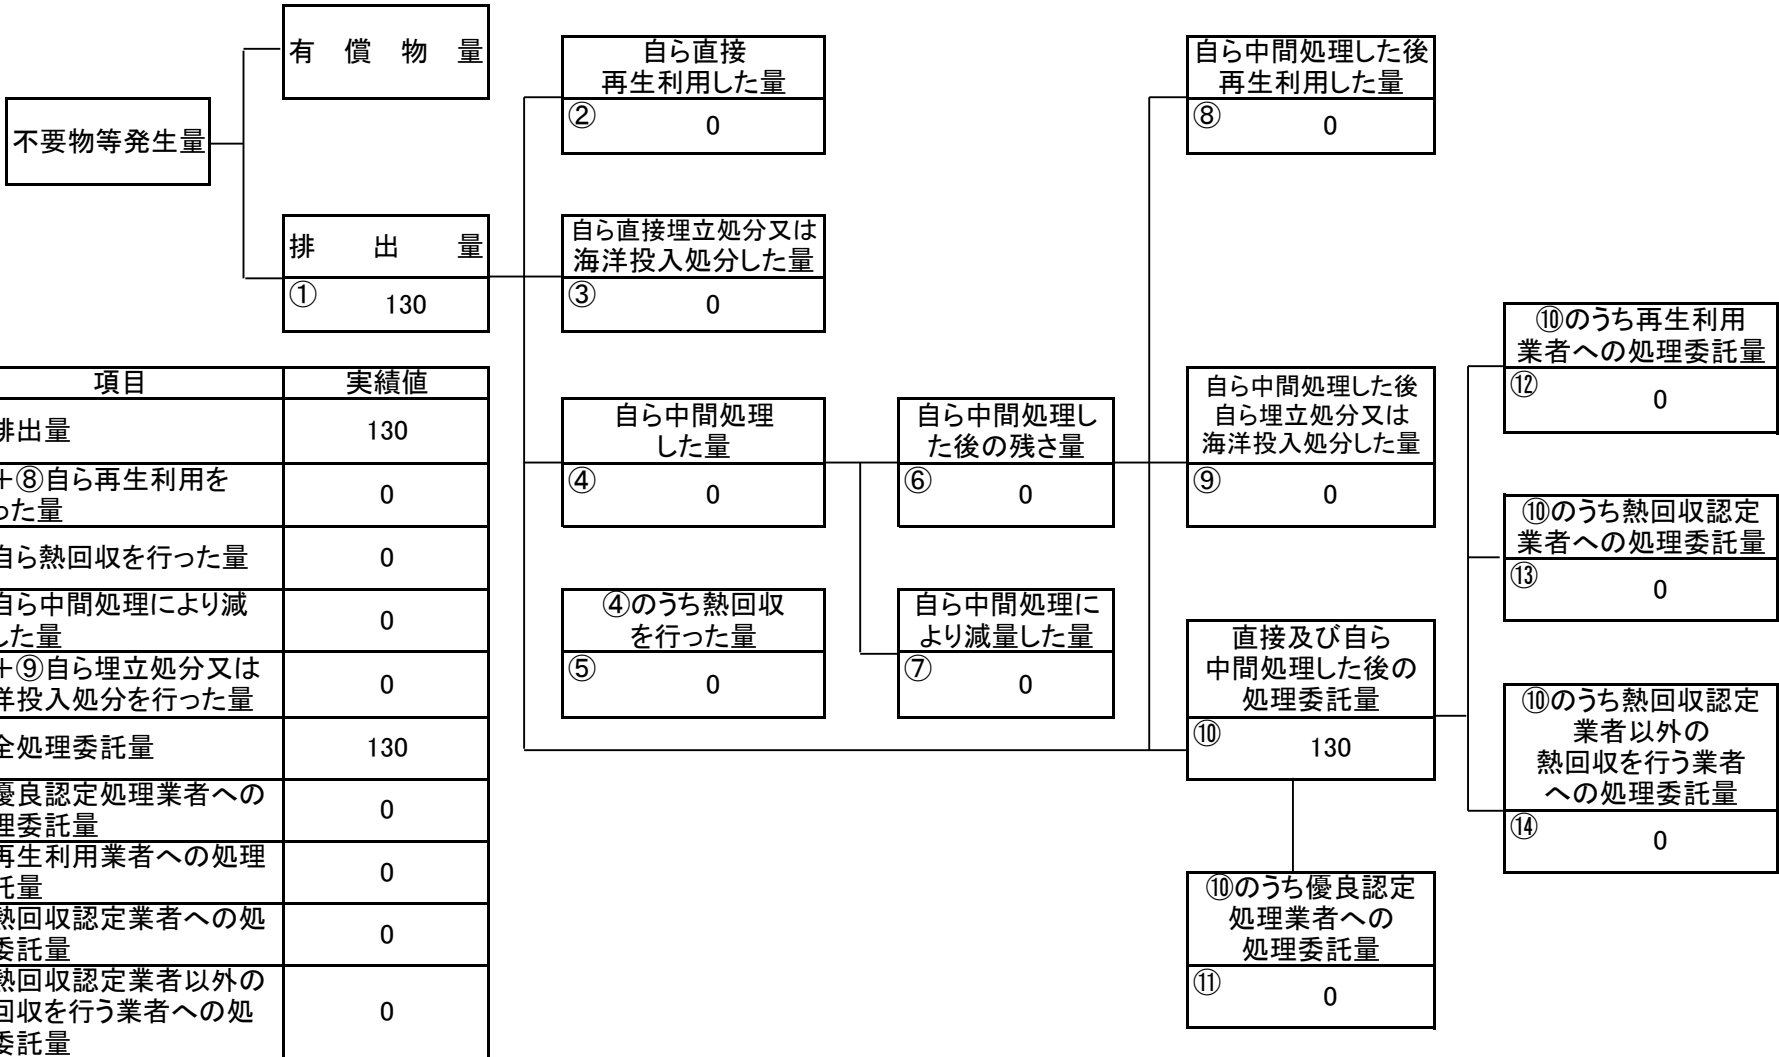 有　償　物　量
不要物等発生量
排　出　量
① 130
自ら直接
再生利用した量
② 0
自ら直接埋立処分又は
海洋投入処分した量
③ 0
自ら中間処理
した量
④ 0
④のうち熱回収
を行った量
⑤ 0
自ら中間処理し
た後の残さ量
⑥ 0
自ら中間処理に
より減量した量
⑦ 0
自ら中間処理した後
再生利用した量
⑧ 0
自ら中間処理した後
自ら埋立処分又は
海洋投入処分した量
⑨ 0
直接及び自ら
中間処理した後の
処理委託量
⑩ 130
⑩のうち優良認定
処理業者への
処理委託量
⑪ 0
⑩のうち再生利用
業者への処理委託量
⑫ 0
⑩のうち熱回収認定
業者への処理委託量
⑬ 0
⑩のうち熱回収認定
業者以外の
熱回収を行う業者
への処理委託量
⑭ 0
項目 実績値
排出量 130
+⑧自ら再生利用を
った量 0
自ら熱回収を行った量 0
自ら中間処理により減
した量 0
+⑨自ら埋立処分又は
洋投入処分を行った量 0
全処理委託量 130
優良認定処理業者への
理委託量 0
再生利用業者への処理
託量 0
熱回収認定業者への処
委託量 0
熱回収認定業者以外の
回収を行う業者への処
委託量 0